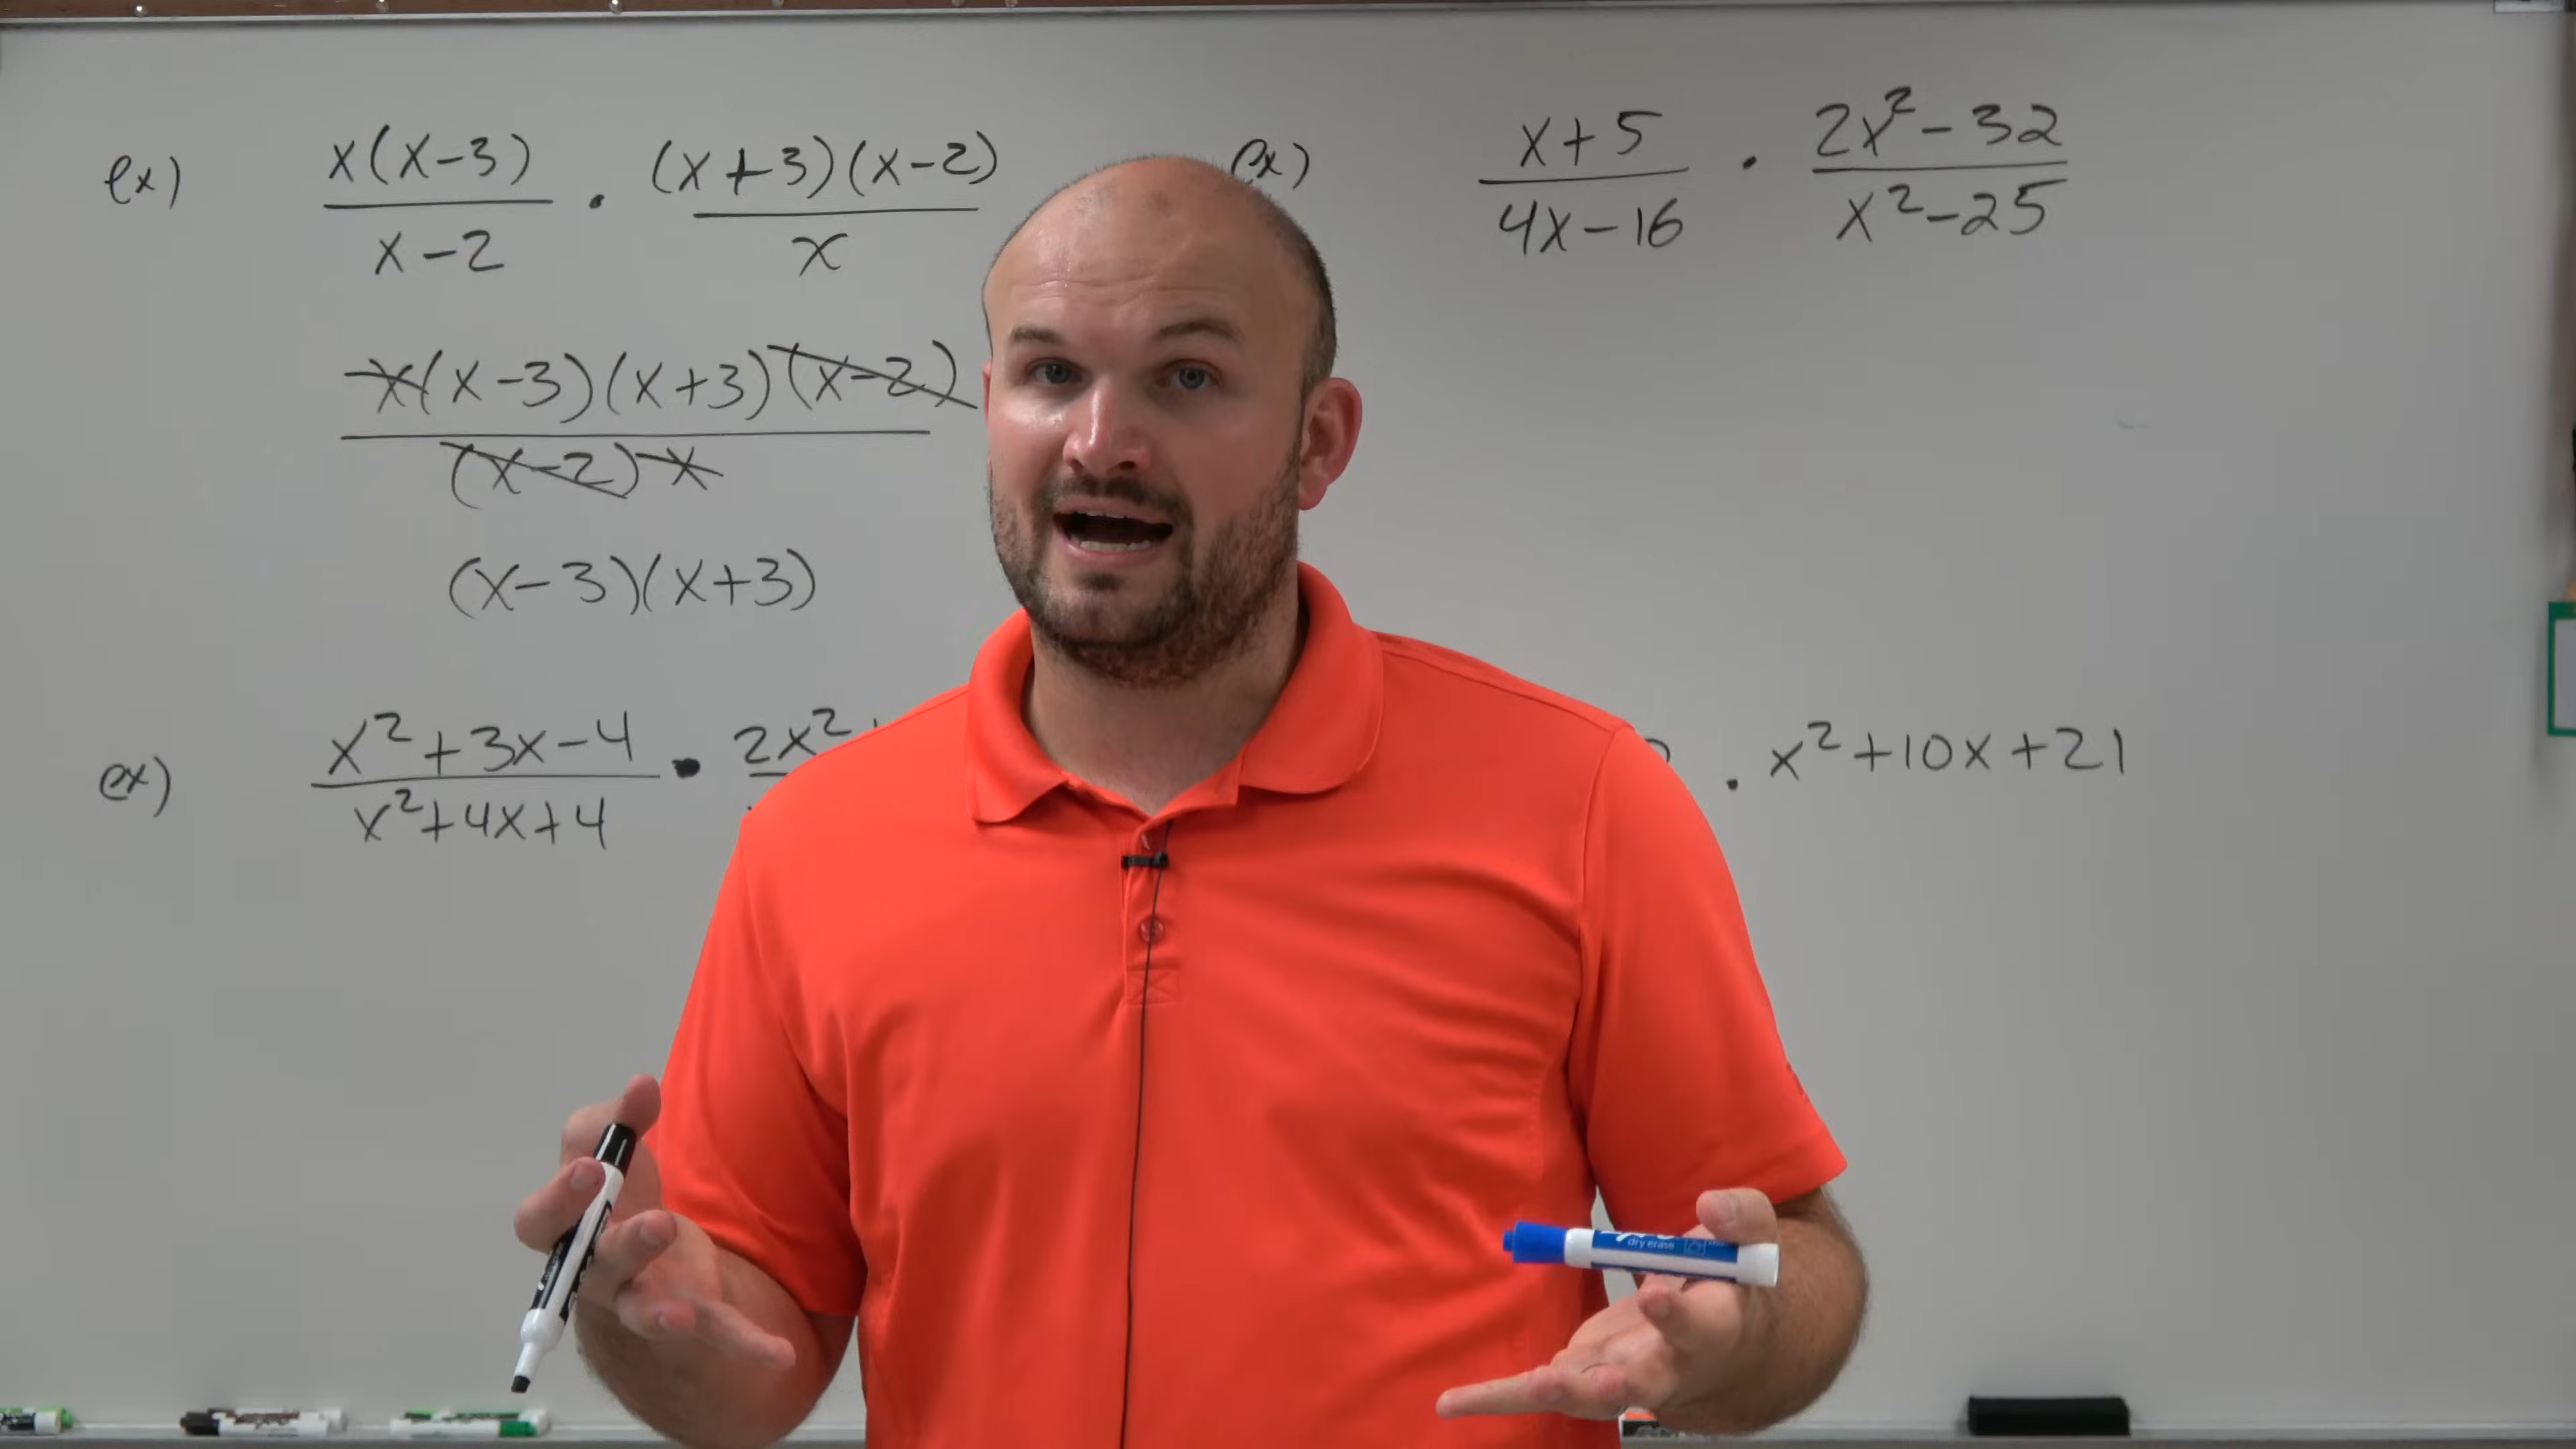 ex) x(x-3) · (x+3)(x-2)
x-2 x
x(x-3)(x+3)(x-2)
(x-2) x
(x-3)(x+3)
ex) x²+3x-4 · 2x²
x²+4x+4
ex) x+5 · 2x²-32
4x-16 x²-25
· x²+10x+21
dry erase